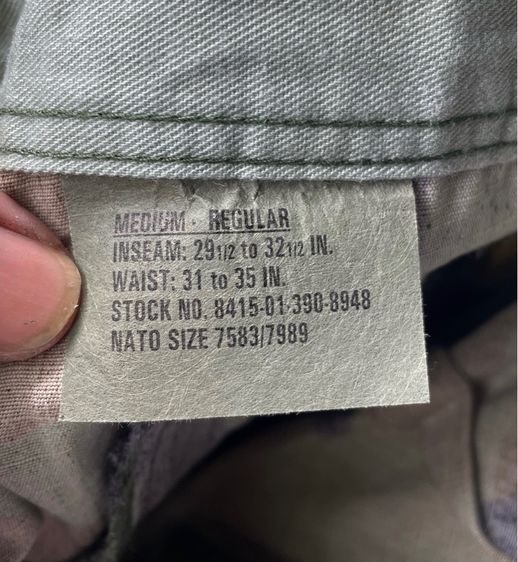 MEDIUM - REGULAR
INSEAM: 29 1/2 to 32 1/2 IN.
WAIST: 31 to 35 IN.
STOCK NO. 8415-01-390-8948
NATO SIZE 7583/7989